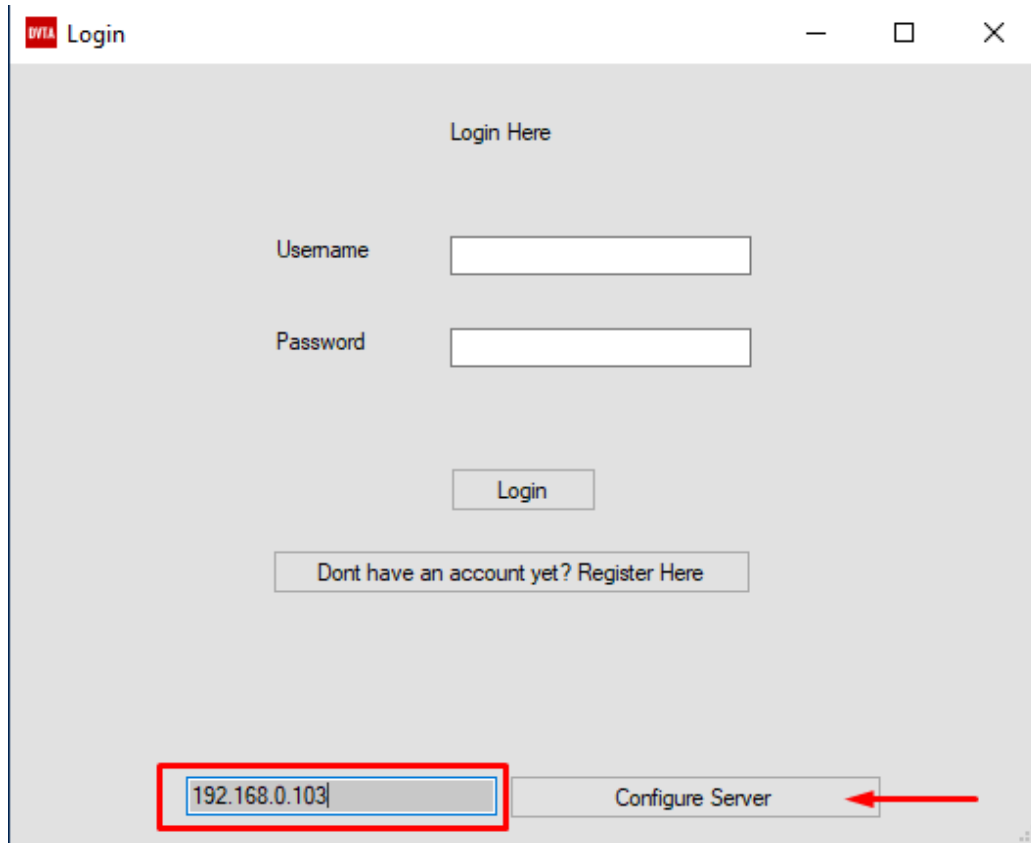 DVTA Login
Login Here
Username
Password
Login
Dont have an account yet? Register Here
192.168.0.103 Configure Server